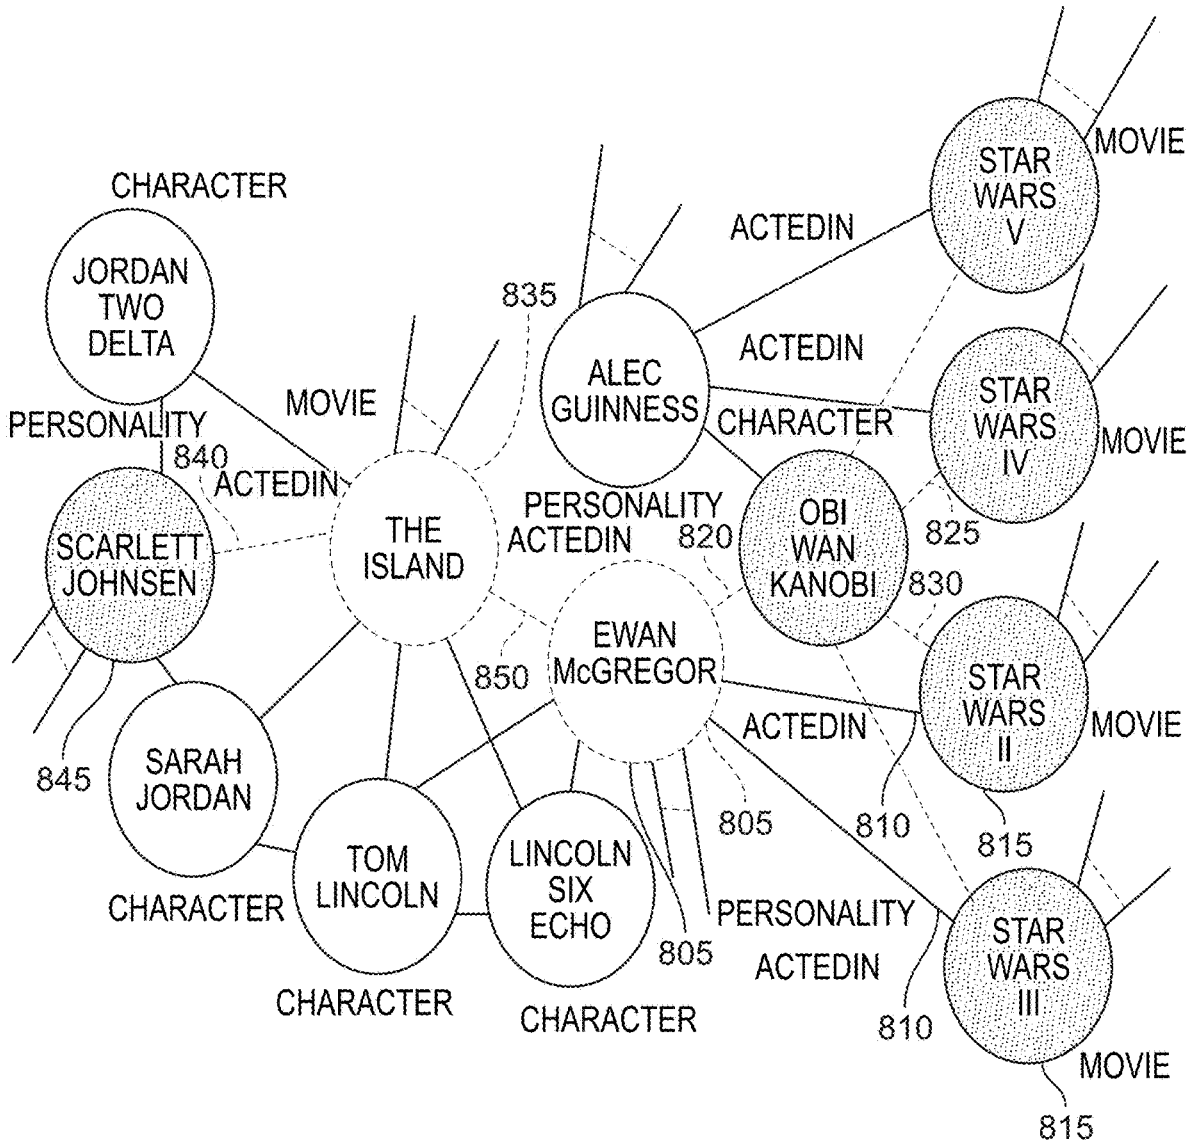 STAR
WARS
V
MOVIE
CHARACTER
ACTEDIN
JORDAN
TWO
DELTA
835
ACTEDIN
ALEC
GUINNESS
MOVIE
STAR
WARS
IV
MOVIE
PERSONALITY
CHARACTER
840
ACTEDIN
PERSONALITY
ACTEDIN
820
OBI
WAN
KANOBI
825
THE
ISLAND
SCARLETT
JOHNSEN
830
EWAN
McGREGOR
850
STAR
WARS
II
MOVIE
ACTEDIN
845
SARAH
JORDAN
805
810
815
TOM
LINCOLN
LINCOLN
SIX
ECHO
CHARACTER
PERSONALITY
805
ACTEDIN
STAR
WARS
III
CHARACTER
CHARACTER
810
MOVIE
815